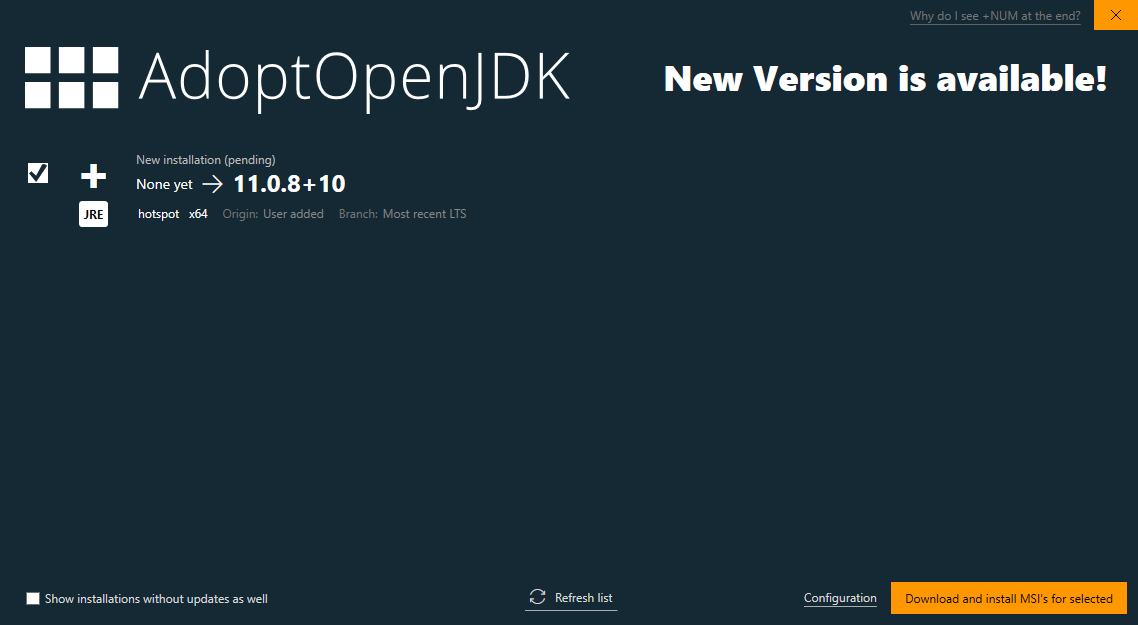 Why do I see +NUM at the end?
AdoptOpenJDK
New Version is available!
New installation (pending)
None yet → 11.0.8+10
JRE
hotspot x64 Origin: User added Branch: Most recent LTS
Show installations without updates as well
Refresh list
Configuration
Download and install MSI's for selected